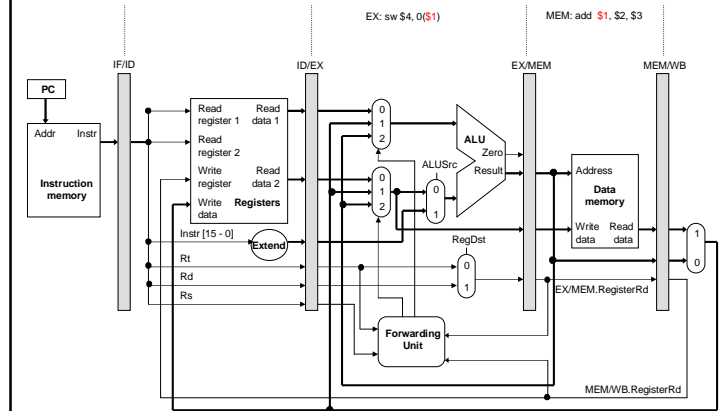 EX: sw $4, 0($1)
MEM: add $1, $2, $3
IF/ID
ID/EX
EX/MEM
MEM/WB
PC
Addr Instr
Instruction
memory
Read
register 1
Read
data 1
Read
register 2
Write
register
Read
data 2
Write
data
Registers
0
1
2
0
1
2
ALUSrc
0
1
ALU
Zero
Result
Address
Data
memory
Write
data
Read
data
1
0
Instr [15 - 0]
Extend
RegDst
0
1
Rt
Rd
Rs
EX/MEM.RegisterRd
Forwarding
Unit
MEM/WB.RegisterRd